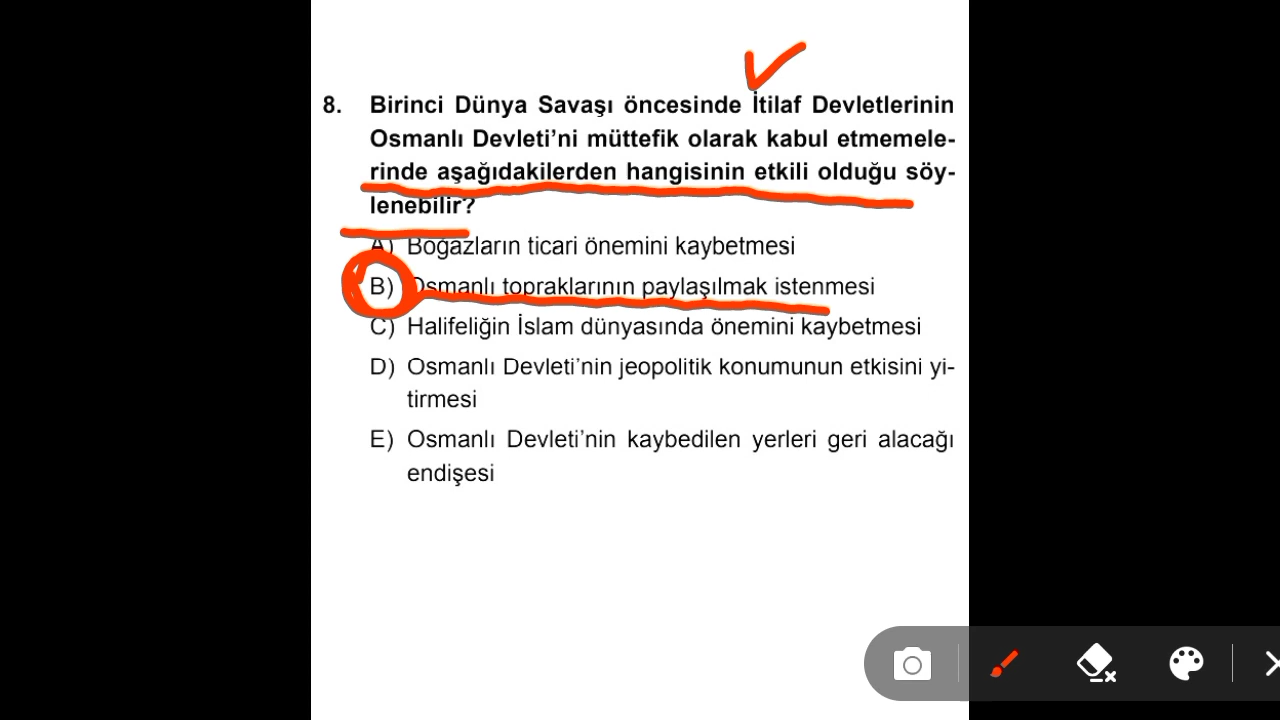 8. Birinci Dünya Savaşı öncesinde İtilaf Devletlerinin
Osmanlı Devleti'ni müttefik olarak kabul etmemele-
rinde aşağıdakilerden hangisinin etkili olduğu söy-
lenebilir?
A) Boğazların ticari önemini kaybetmesi
B) Osmanlı topraklarının paylaşılmak istenmesi
C) Halifeliğin İslam dünyasında önemini kaybetmesi
D) Osmanlı Devleti'nin jeopolitik konumunun etkisini yi-
tirmesi
E) Osmanlı Devleti'nin kaybedilen yerleri geri alacağı
endişesi